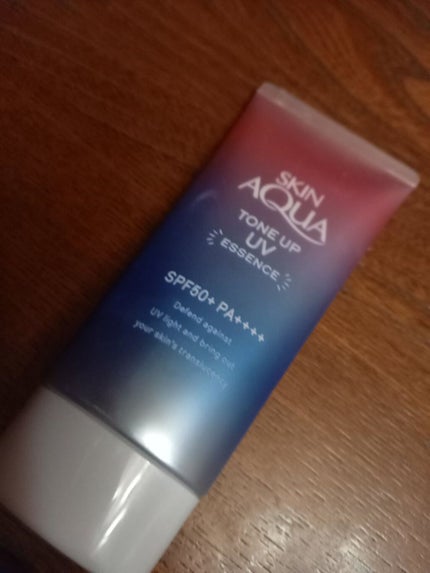 SKIN
AQUA
TONE UP
UV
ESSENCE
SPF50+ PA++++
Defend against
UV light and bring out
your skin's translucency